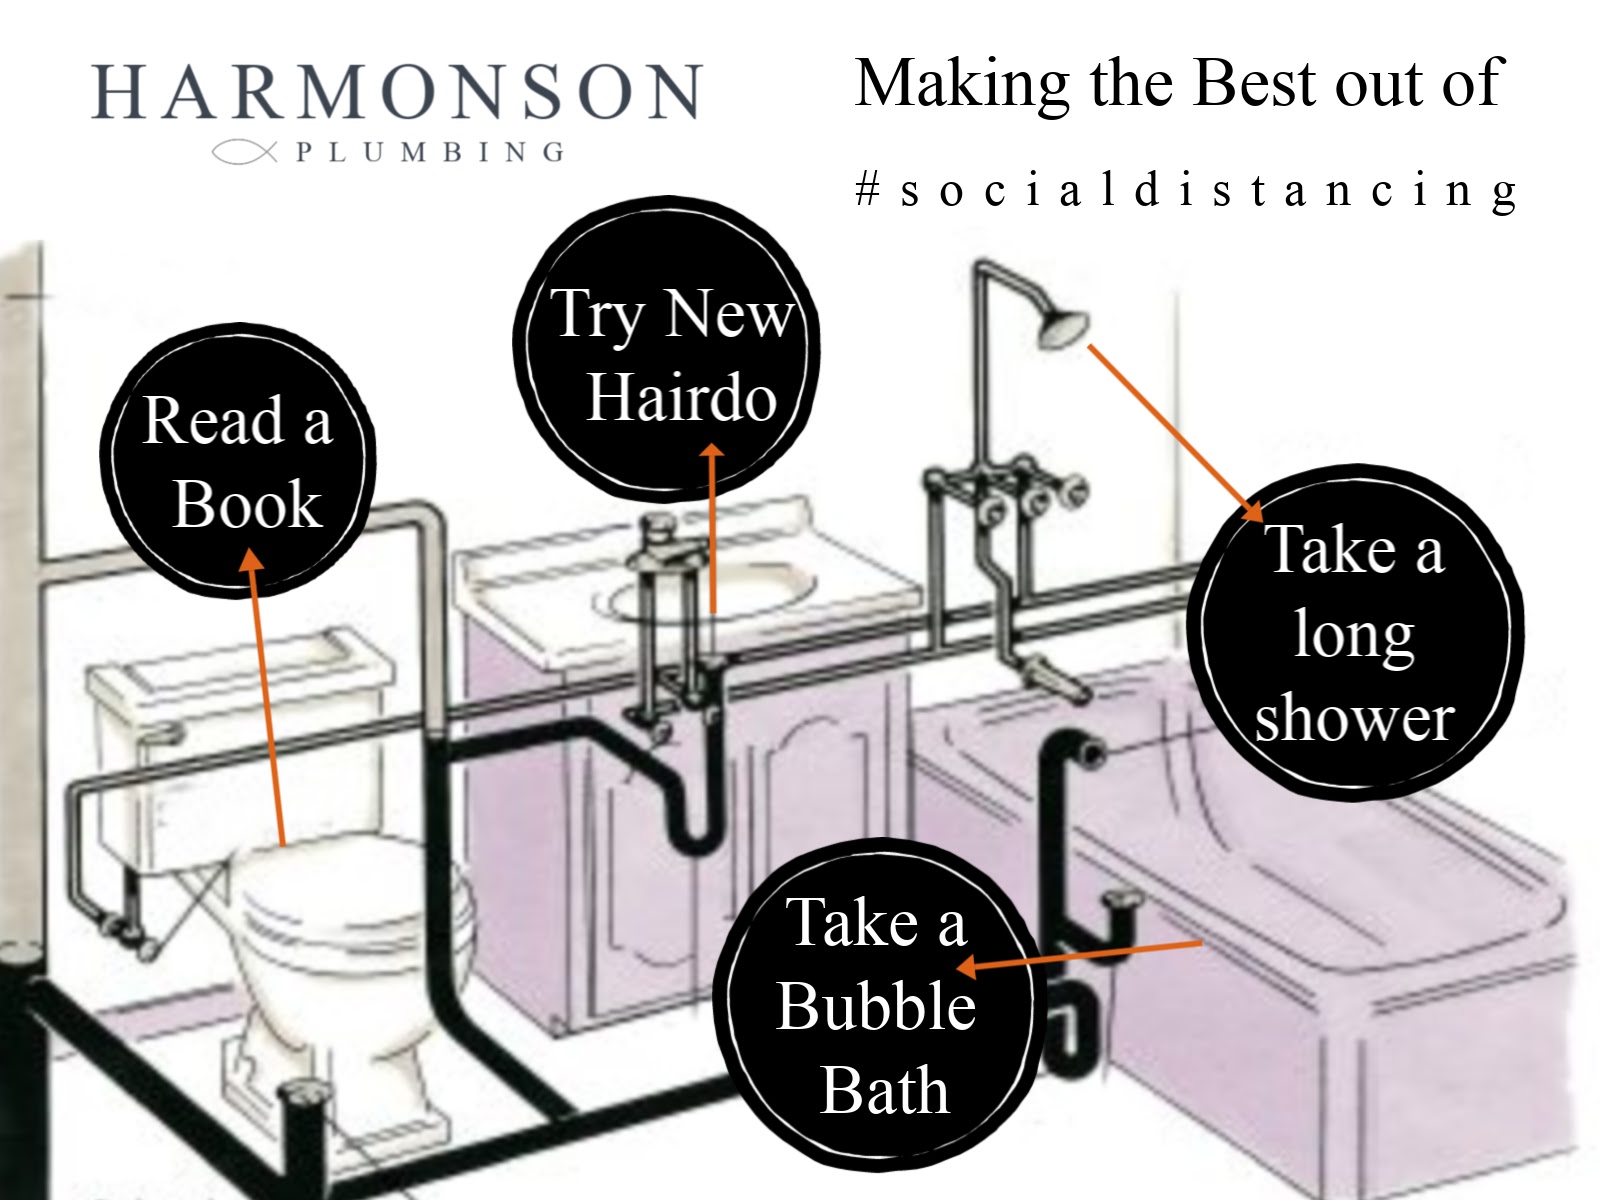 HARMONSON
PLUMBING
Making the Best out of
#socialdistancing
Try New
Hairdo
Read a
Book
Take a
long
shower
Take a
Bubble
Bath